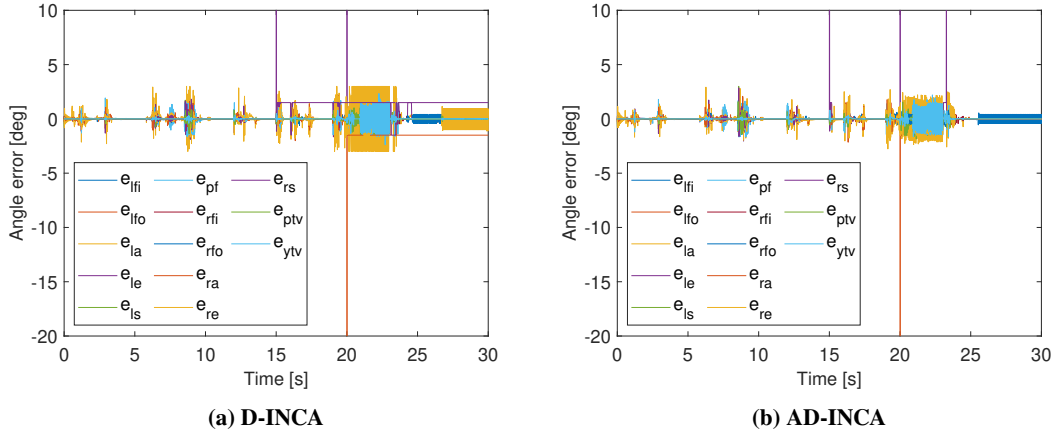 10
5
0
-5
-10
-15
-20
Angle error [deg]
e_lfi e_pf e_rs
e_lfo e_rfi e_ptv
e_la e_rfo e_ytv
e_le e_ra
e_ls e_re
0 5 10 15 20 25 30
Time [s]
(a) D-INCA
10
5
0
-5
-10
-15
-20
Angle error [deg]
e_lfi e_pf e_rs
e_lfo e_rfi e_ptv
e_la e_rfo e_ytv
e_le e_ra
e_ls e_re
0 5 10 15 20 25 30
Time [s]
(b) AD-INCA